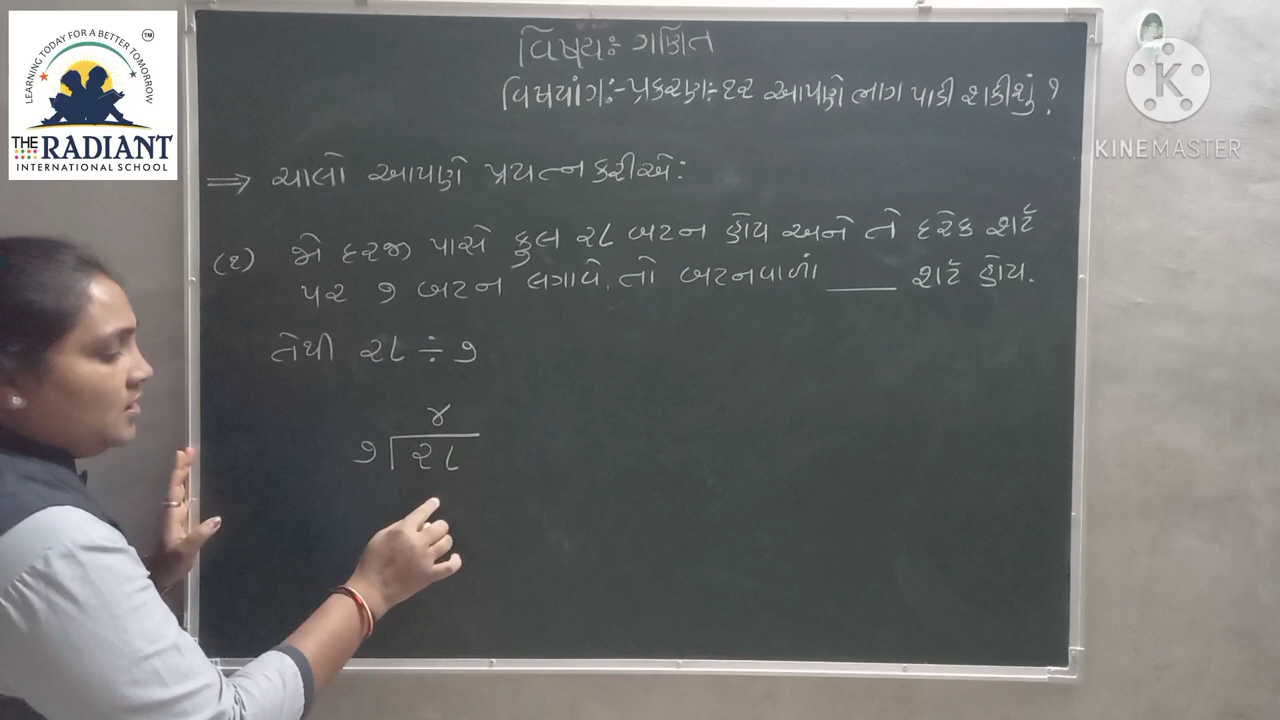 LEARNING TODAY FOR A BETTER TOMORROW
TM
THE RADIANT
INTERNATIONAL SCHOOL
વિષયઃ ગણિત
વિષયાંગઃ- પ્રકરણઃ- ૧૨ આપણે ભાગ પાડી શકીશું ?
K
KINEMASTER
⇒ ચાલો આપણે પ્રયત્ન કરીએ:
(૧) જો દરજી પાસે કુલ ૨૮ બટન હોય અને તે દરેક શર્ટ
પર ૭ બટન લગાવે, તો બટનવાળાં ____ શર્ટ હોય.
તેથી ૨૮ ÷ ૭
૪
૭ ૨૮